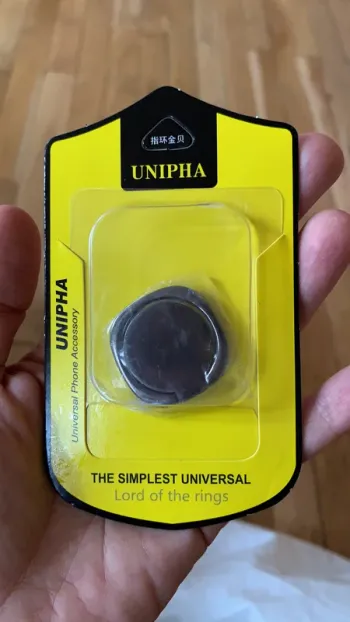 指环金贝
UNIPHA
UNIPHA
Universal Phone Accessory
THE SIMPLEST UNIVERSAL
Lord of the rings